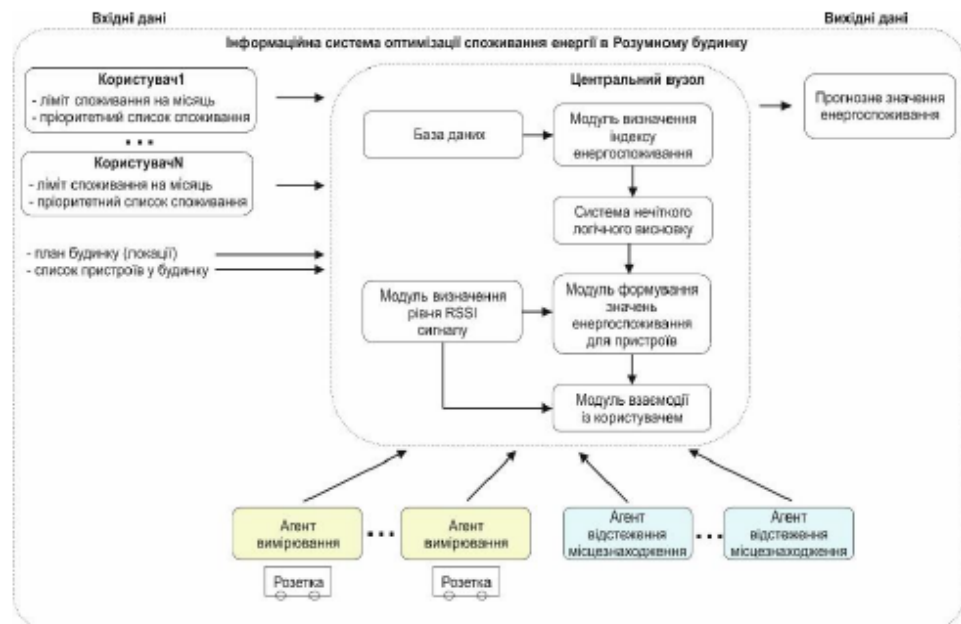 Вхідні дані
Вихідні дані
Інформаційна система оптимізації споживання енергії в Розумному будинку
Користувач1
- ліміт споживання на місяць
- пріоритетний список споживання
...
КористувачN
- ліміт споживання на місяць
- пріоритетний список споживання
- план будинку (локації)
- список пристроїв у будинку
Центральний вузол
База даних
Модуль визначення
індексу
енергоспоживання
Система нечіткого
логічного висновку
Модуль визначення
рівня RSSI
сигналу
Модуль формування
значень
енергоспоживання
для пристроїв
Модуль взаємодії
із користувачем
Прогнозне значення
енергоспоживання
Агент
вимірювання
...
Агент
вимірювання
Агент
відстеження
місцезнаходження
...
Агент
відстеження
місцезнаходження
Розетка
Розетка